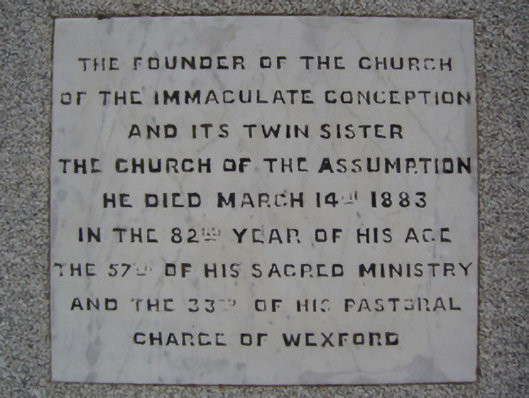 THE FOUNDER OF THE CHURCH
OF THE IMMACULATE CONCEPTION
AND ITS TWIN SISTER
THE CHURCH OF THE ASSUMPTION
HE DIED MARCH 14TH 1883
IN THE 82ND YEAR OF HIS AGE
THE 57TH OF HIS SACRED MINISTRY
AND THE 33RD OF HIS PASTORAL
CHARGE OF WEXFORD